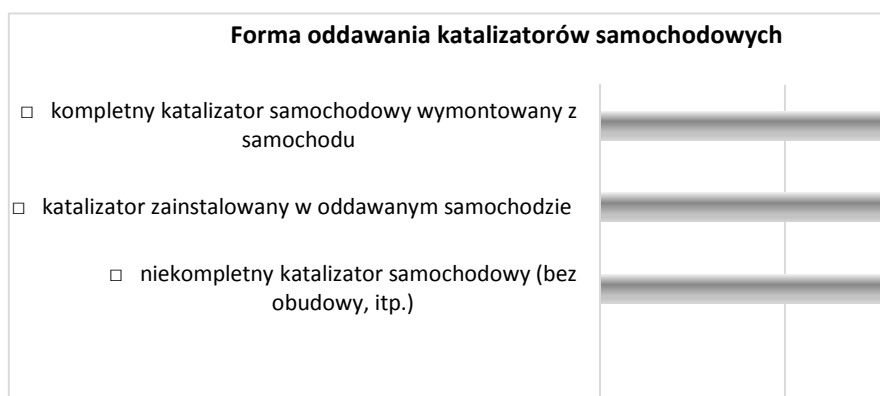 Forma oddawania katalizatorów samochodowych
□ kompletny katalizator samochodowy wymontowany z
samochodu
□ katalizator zainstalowany w oddawanym samochodzie
□ niekompletny katalizator samochodowy (bez
obudowy, itp.)